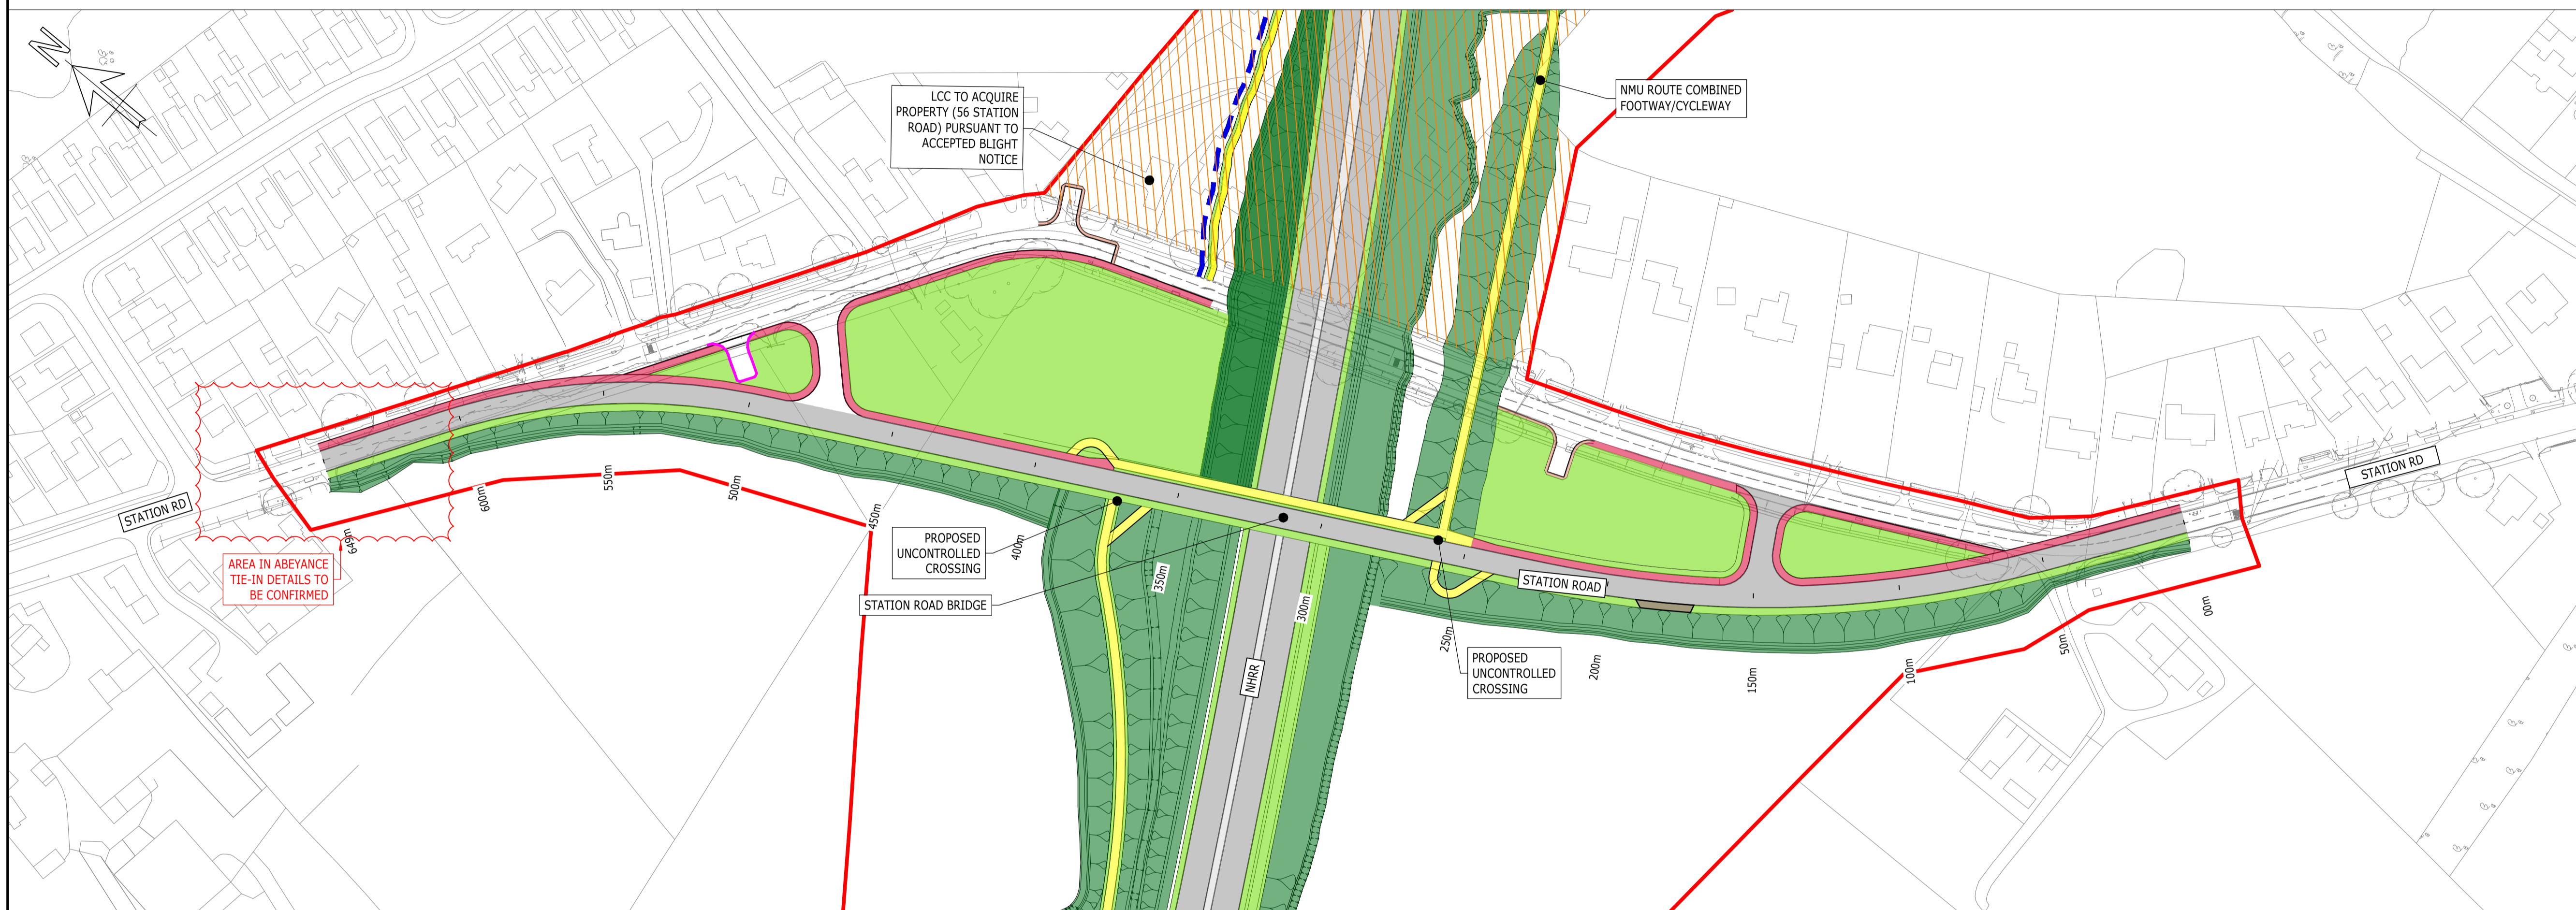 N
LCC TO ACQUIRE
PROPERTY (56 STATION
ROAD) PURSUANT TO
ACCEPTED BLIGHT
NOTICE
NMU ROUTE COMBINED
FOOTWAY/CYCLEWAY
STATION RD
STATION RD
AREA IN ABEYANCE
TIE-IN DETAILS TO
BE CONFIRMED
649m
600m
550m
500m
450m
400m
350m
300m
250m
200m
150m
100m
50m
00m
PROPOSED
UNCONTROLLED
CROSSING
STATION ROAD BRIDGE
STATION ROAD
NHRR
PROPOSED
UNCONTROLLED
CROSSING